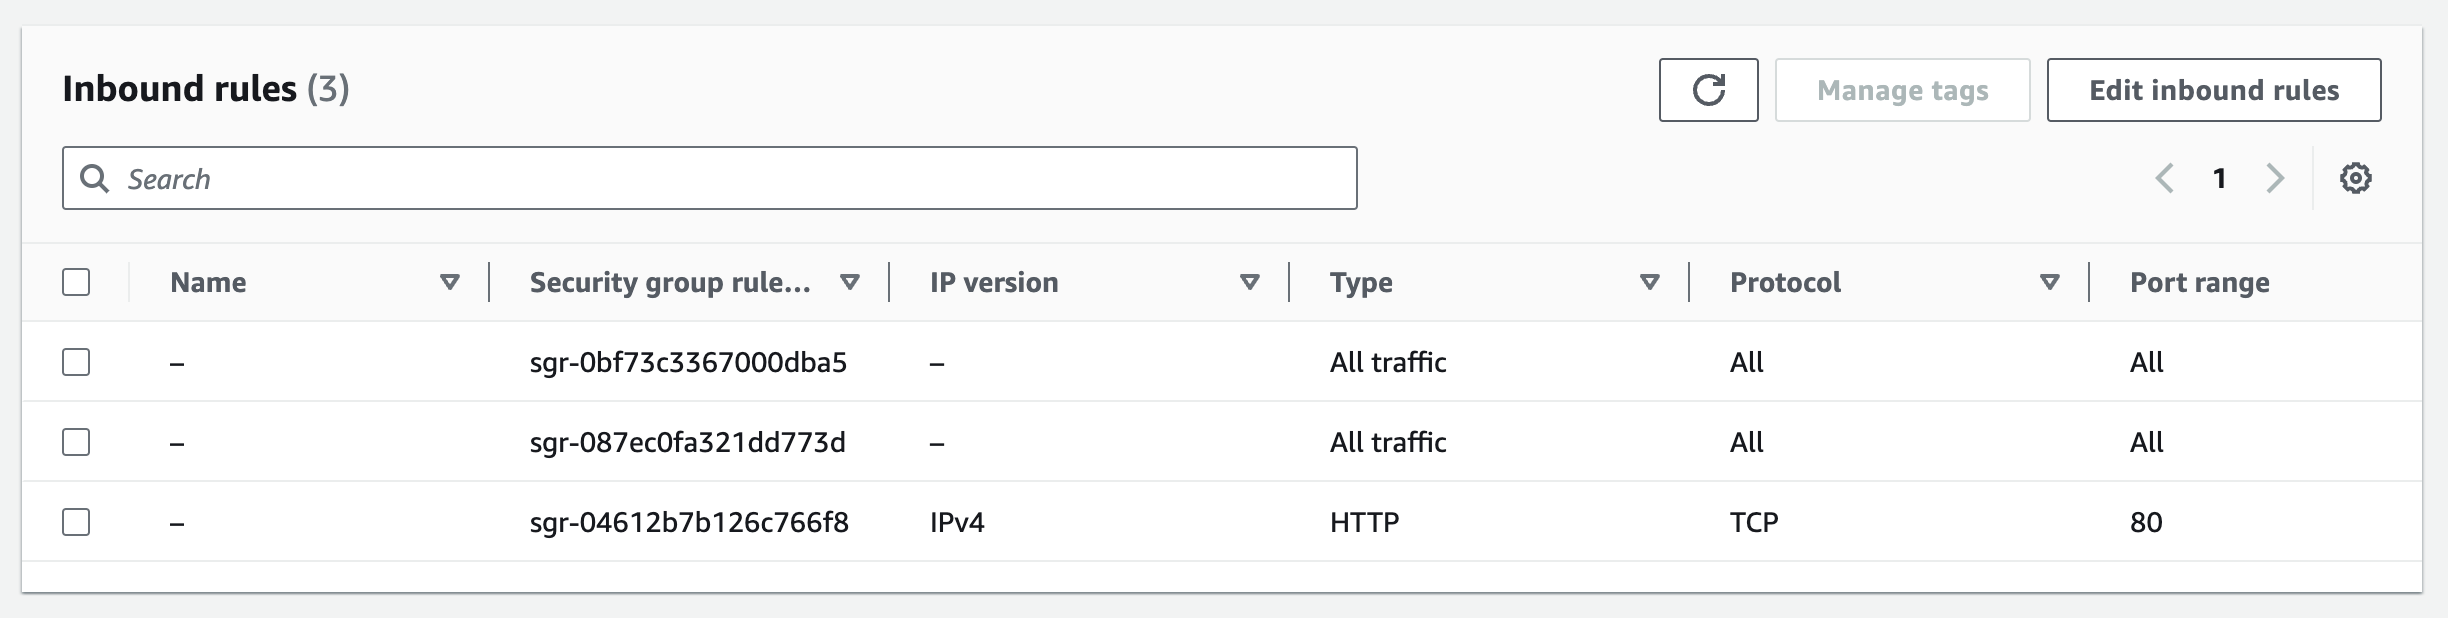 Inbound rules (3)
Manage tags
Edit inbound rules
Search
1
Name Security group rule... IP version Type Protocol Port range
– sgr-0bf73c3367000dba5 – All traffic All All
– sgr-087ec0fa321dd773d – All traffic All All
– sgr-04612b7b126c766f8 IPv4 HTTP TCP 80